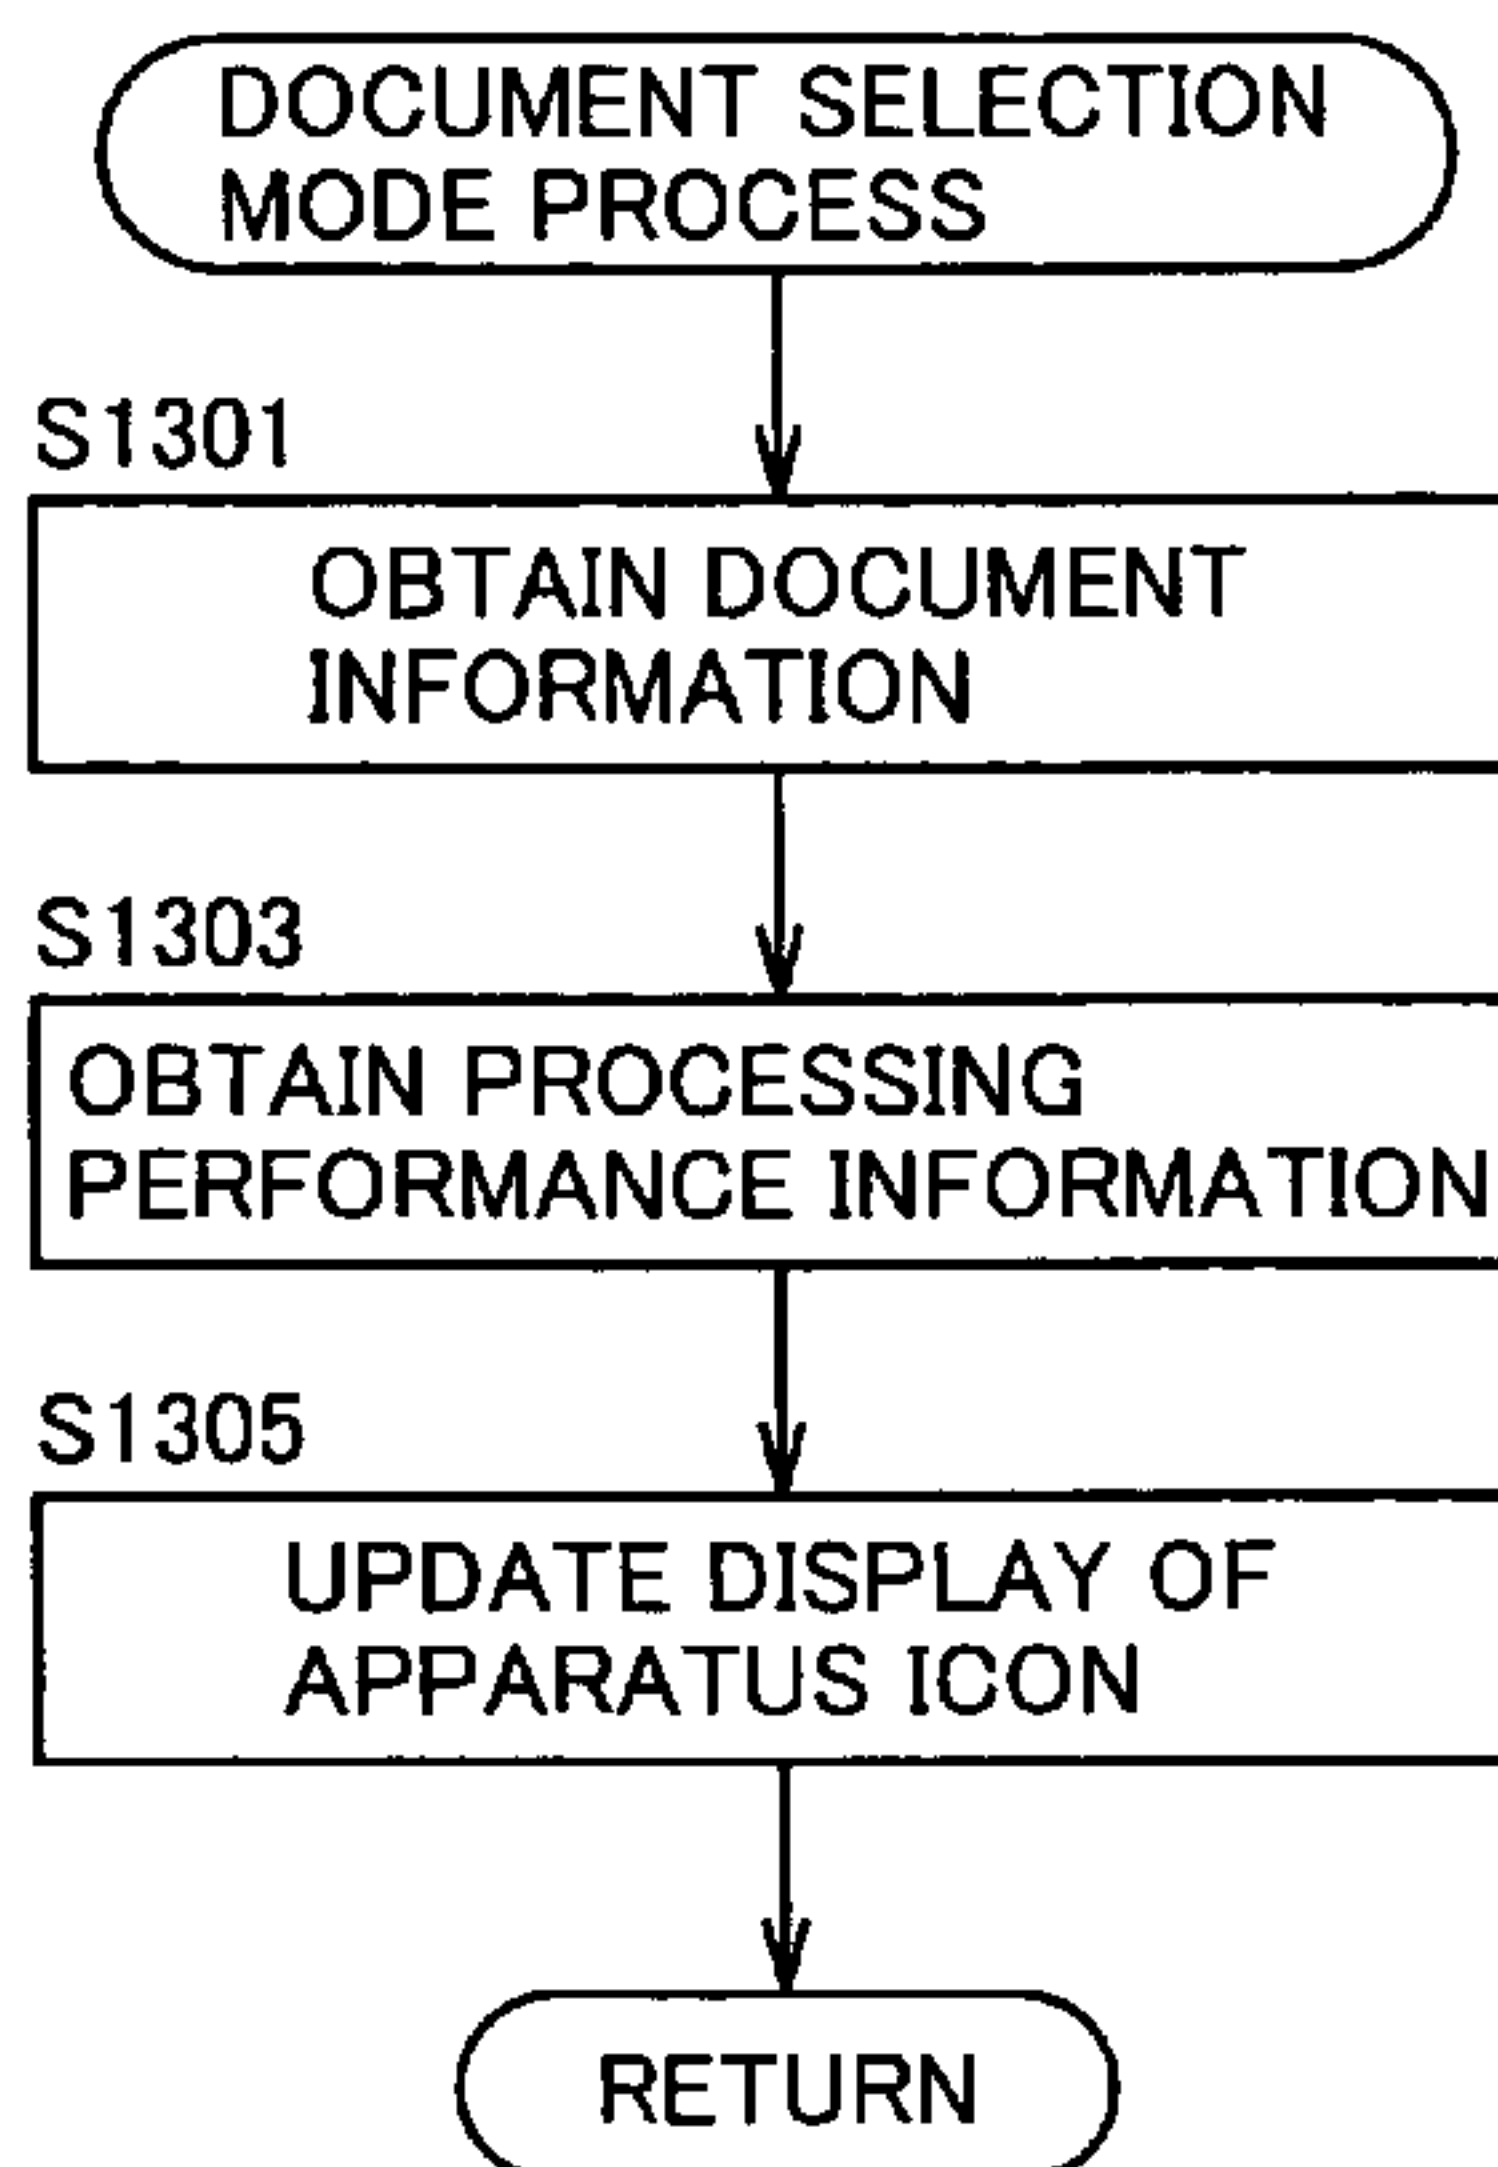 DOCUMENT SELECTION
MODE PROCESS
S1301
OBTAIN DOCUMENT
INFORMATION
S1303
OBTAIN PROCESSING
PERFORMANCE INFORMATION
S1305
UPDATE DISPLAY OF
APPARATUS ICON
RETURN